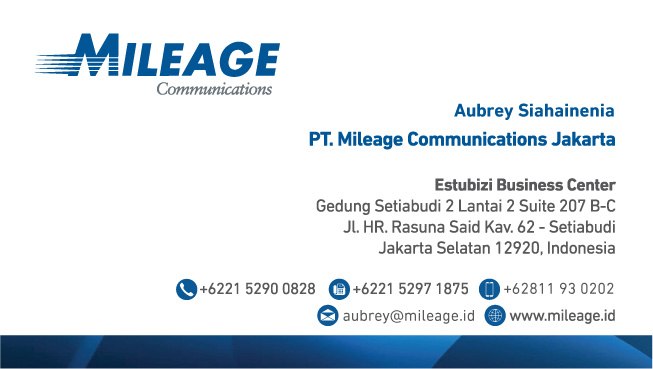 MILEAGE
Communications
Aubrey Siahainenia
PT. Mileage Communications Jakarta
Estubizi Business Center
Gedung Setiabudi 2 Lantai 2 Suite 207 B-C
Jl. HR. Rasuna Said Kav. 62 - Setiabudi
Jakarta Selatan 12920, Indonesia
+6221 5290 0828 +6221 5297 1875 +62811 93 0202
aubrey@mileage.id www.mileage.id